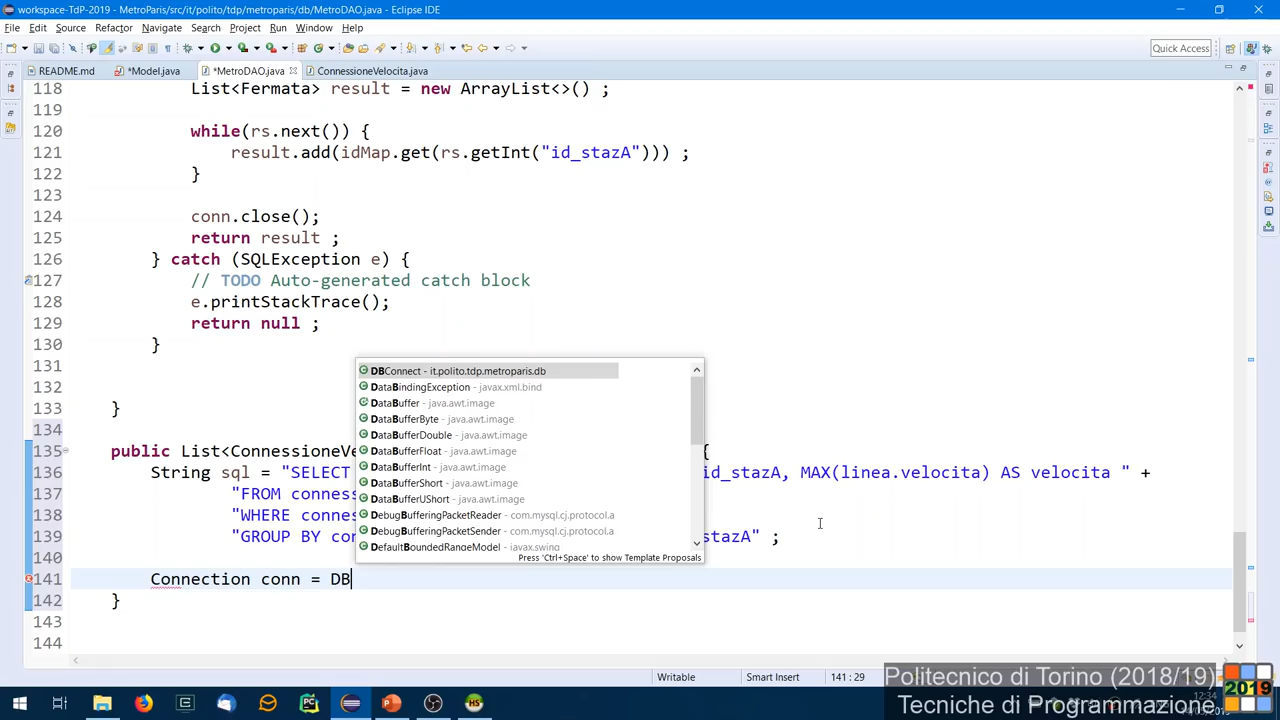 workspace-TdP-2019 - MetroParis/src/it/polito/tdp/metroparis/db/MetroDAO.java - Eclipse IDE
File Edit Source Refactor Navigate Search Project Run Window Help
Quick Access
README.md *Model.java *MetroDAO.java ConnessioneVelocita.java
118 List<Fermata> result = new ArrayList<>() ;
119
120 while(rs.next()) {
121 result.add(idMap.get(rs.getInt("id_stazA"))) ;
122 }
123
124 conn.close();
125 return result ;
126 } catch (SQLException e) {
127 // TODO Auto-generated catch block
128 e.printStackTrace();
129 return null ;
130 }
131
132
133 }
134
135 public List<ConnessioneVe {
136 String sql = "SELECT id_stazA, MAX(linea.velocita) AS velocita " +
137 "FROM conness
138 "WHERE connes
139 "GROUP BY con stazA" ;
140
141 Connection conn = DB
142 }
143
144
DBConnect - it.polito.tdp.metroparis.db
DataBindingException - javax.xml.bind
DataBuffer - java.awt.image
DataBufferByte - java.awt.image
DataBufferDouble - java.awt.image
DataBufferFloat - java.awt.image
DataBufferInt - java.awt.image
DataBufferShort - java.awt.image
DataBufferUShort - java.awt.image
DebugBufferingPacketReader - com.mysql.cj.protocol.a
DebugBufferingPacketSender - com.mysql.cj.protocol.a
DefaultBoundedRangeModel - javax.swing
Press 'Ctrl+Space' to show Template Proposals
Writable Smart Insert 141 : 29
Politecnico di Torino (2018/19)
Tecniche di Programmazione
2019
12:34